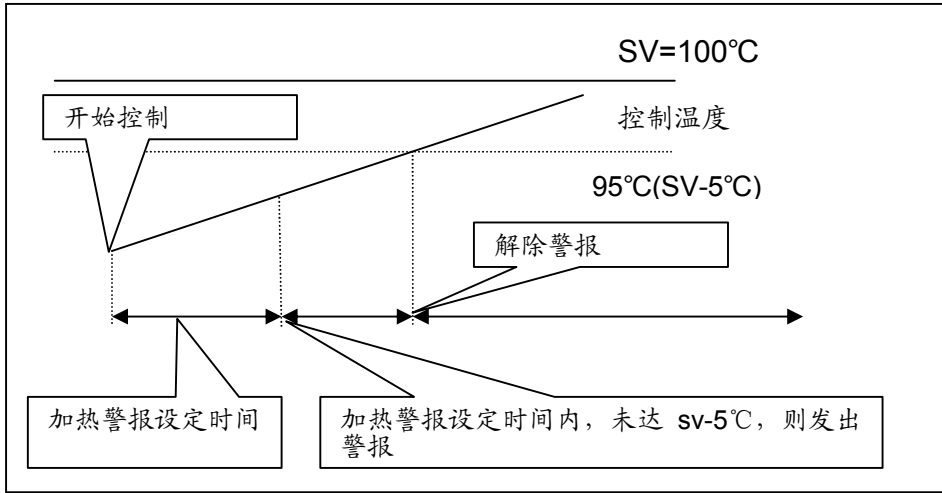 SV=100℃
开始控制
控制温度
95℃(SV-5℃)
解除警报
加热警报设定时间
加热警报设定时间内，未达 sv-5℃，则发出
警报